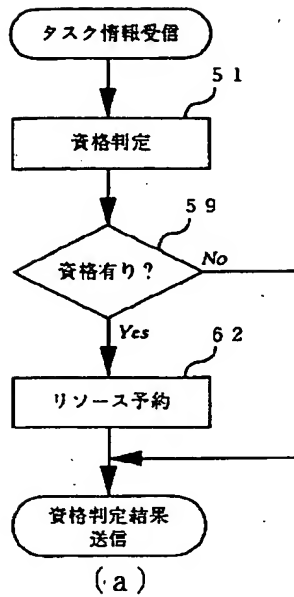 タスク情報受信
51
資格判定
59
資格有り?
No
Yes
62
リソース予約
資格判定結果
送信
(a)